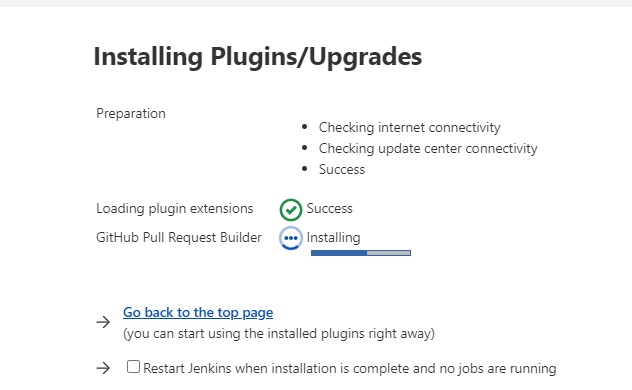 Installing Plugins/Upgrades
Preparation
Checking internet connectivity
Checking update center connectivity
Success
Loading plugin extensions Success
GitHub Pull Request Builder Installing
Go back to the top page
(you can start using the installed plugins right away)
Restart Jenkins when installation is complete and no jobs are running